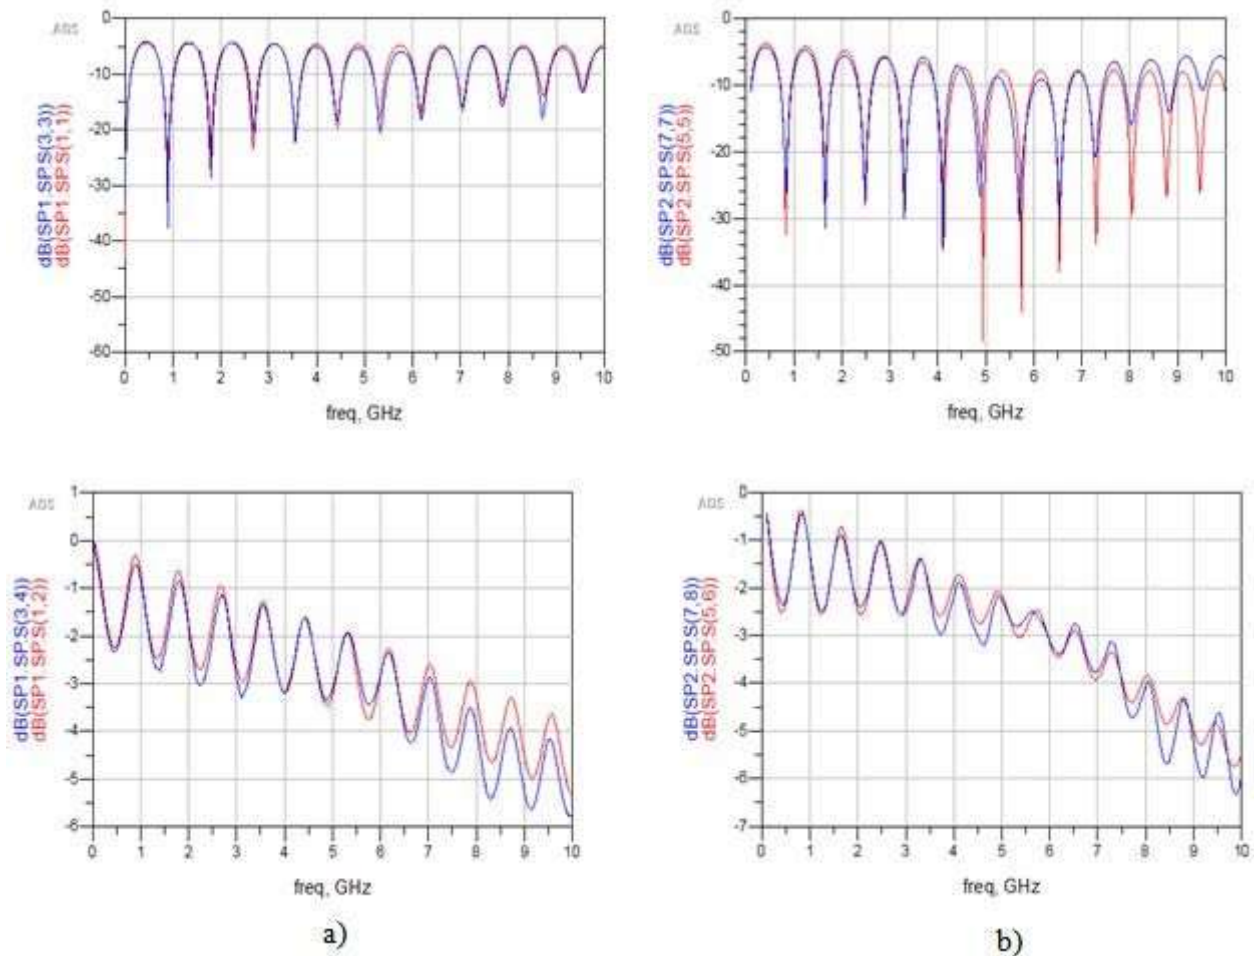 ADS
0
-10
-20
-30
-40
-50
-60
dB(SP1.SP.S(3,3))
dB(SP1.SP.S(1,1))
0 1 2 3 4 5 6 7 8 9 10
freq, GHz
ADS
0
-10
-20
-30
-40
-50
dB(SP2.SP.S(7,7))
dB(SP2.SP.S(5,5))
0 1 2 3 4 5 6 7 8 9 10
freq, GHz
ADS
1
0
-1
-2
-3
-4
-5
-6
dB(SP1.SP.S(3,4))
dB(SP1.SP.S(1,2))
0 1 2 3 4 5 6 7 8 9 10
freq, GHz
ADS
0
-1
-2
-3
-4
-5
-6
-7
dB(SP2.SP.S(7,8))
dB(SP2.SP.S(5,6))
0 1 2 3 4 5 6 7 8 9 10
freq, GHz
a)
b)